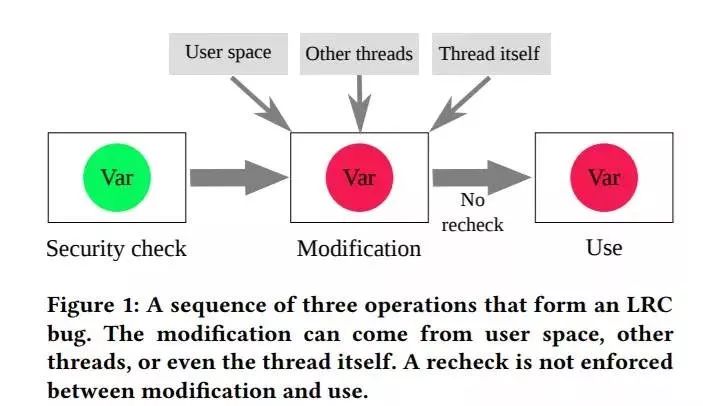 User space
Other threads
Thread itself
Var
Var
Var
No
recheck
Security check
Modification
Use
Figure 1: A sequence of three operations that form an LRC
bug. The modification can come from user space, other
threads, or even the thread itself. A recheck is not enforced
between modification and use.